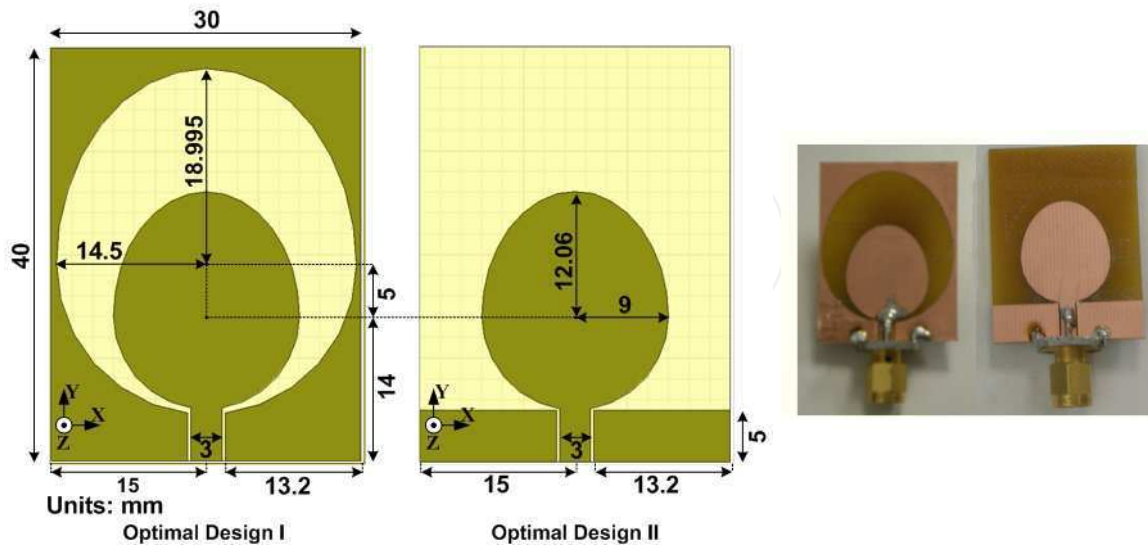 30
40
18.995
14.5
5
14
3
15
13.2
Y
X
Z
Units: mm
Optimal Design I
12.06
9
5
3
15
13.2
Y
X
Z
Optimal Design II